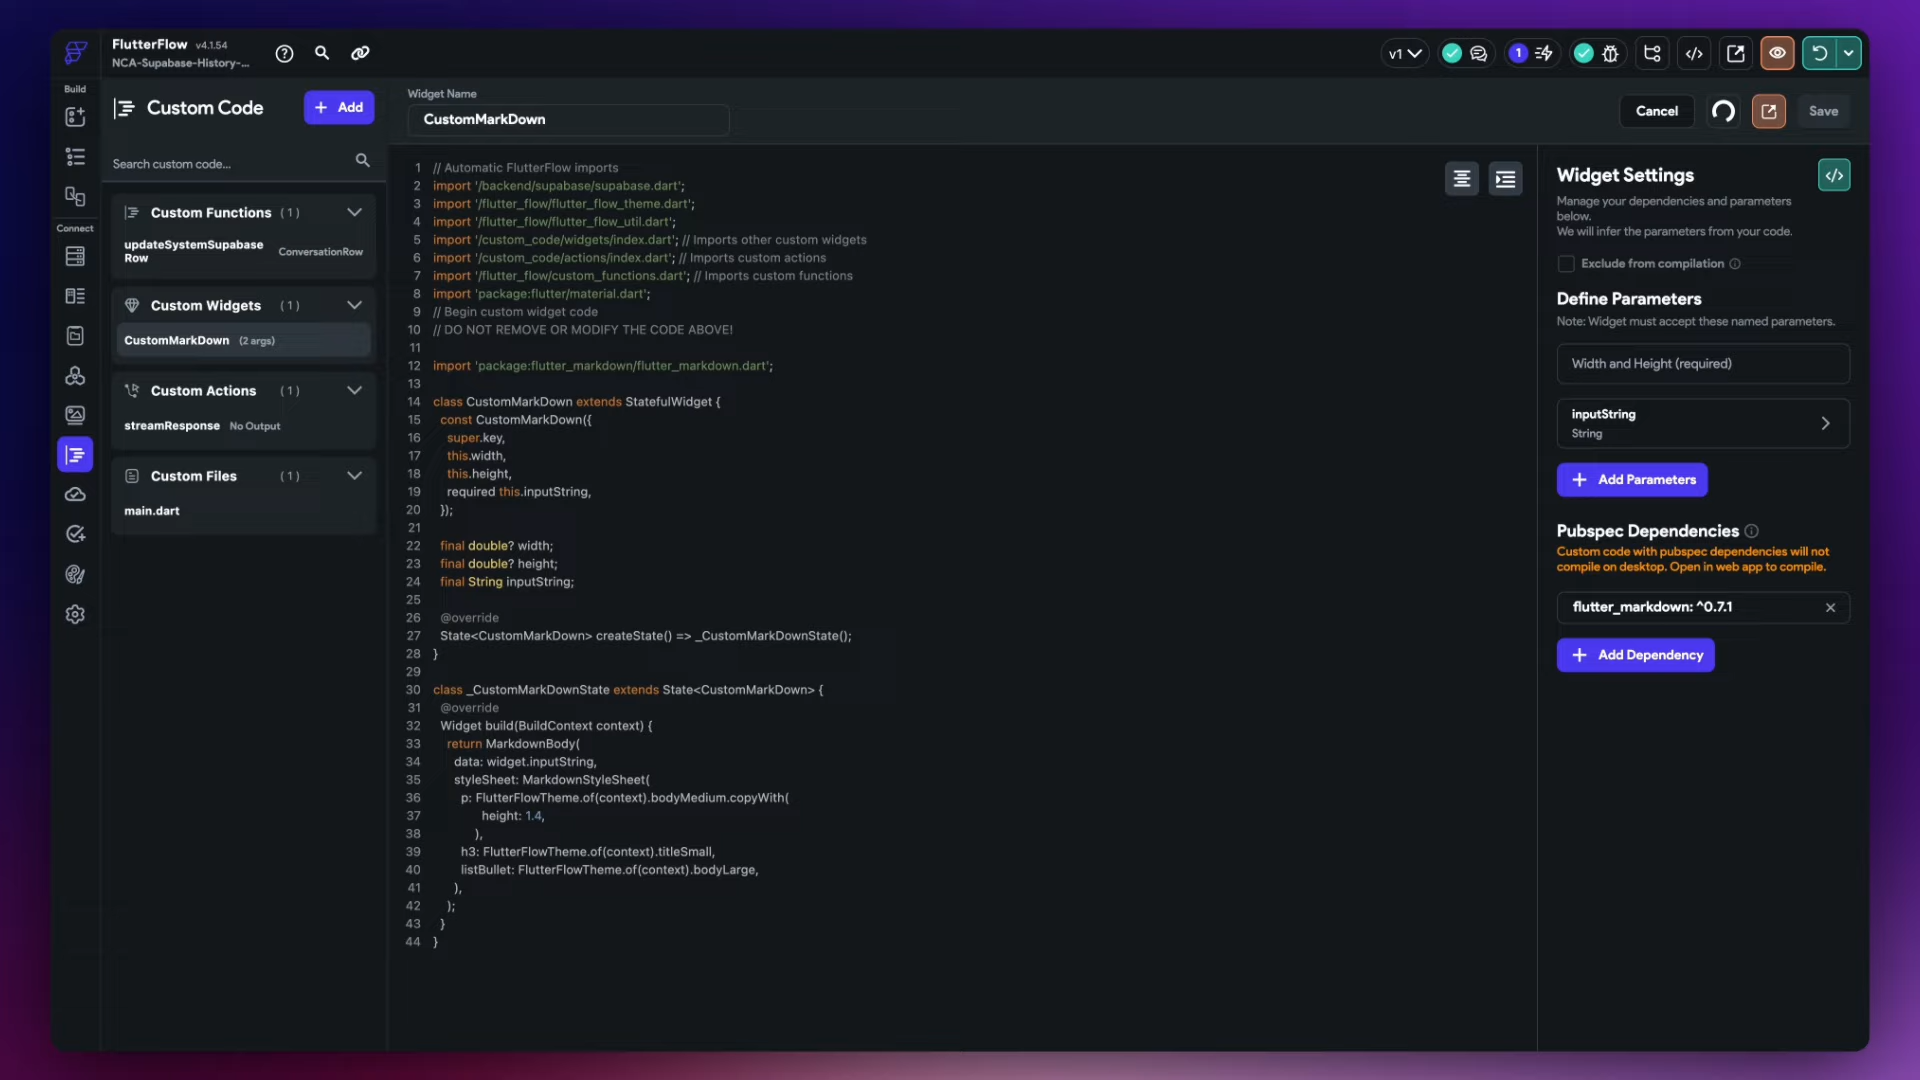 FlutterFlow v4.1.54
NCA-Supabase-History-...
v1
1
Build
Connect
Custom Code
+ Add
Search custom code...
Custom Functions (1)
updateSystemSupabase
Row
ConversationRow
Custom Widgets (1)
CustomMarkDown (2 args)
Custom Actions (1)
streamResponse No Output
Custom Files (1)
main.dart
Widget Name
CustomMarkDown
Cancel
Save
1 // Automatic FlutterFlow imports
2 import '/backend/supabase/supabase.dart';
3 import '/flutter_flow/flutter_flow_theme.dart';
4 import '/flutter_flow/flutter_flow_util.dart';
5 import '/custom_code/widgets/index.dart'; // Imports other custom widgets
6 import '/custom_code/actions/index.dart'; // Imports custom actions
7 import '/flutter_flow/custom_functions.dart'; // Imports custom functions
8 import 'package:flutter/material.dart';
9 // Begin custom widget code
10 // DO NOT REMOVE OR MODIFY THE CODE ABOVE!
11
12 import 'package:flutter_markdown/flutter_markdown.dart';
13
14 class CustomMarkDown extends StatefulWidget {
15 const CustomMarkDown({
16 super.key,
17 this.width,
18 this.height,
19 required this.inputString,
20 });
21
22 final double? width;
23 final double? height;
24 final String inputString;
25
26 @override
27 State<CustomMarkDown> createState() => _CustomMarkDownState();
28 }
29
30 class _CustomMarkDownState extends State<CustomMarkDown> {
31 @override
32 Widget build(BuildContext context) {
33 return MarkdownBody(
34 data: widget.inputString,
35 styleSheet: MarkdownStyleSheet(
36 p: FlutterFlowTheme.of(context).bodyMedium.copyWith(
37 height: 1.4,
38 ),
39 h3: FlutterFlowTheme.of(context).titleSmall,
40 listBullet: FlutterFlowTheme.of(context).bodyLarge,
41 ),
42 );
43 }
44 }
Widget Settings
Manage your dependencies and parameters
below.
We will infer the parameters from your code.
Exclude from compilation
Define Parameters
Note: Widget must accept these named parameters.
Width and Height (required)
inputString
String
+ Add Parameters
Pubspec Dependencies
Custom code with pubspec dependencies will not
compile on desktop. Open in web app to compile.
flutter_markdown: ^0.7.1
+ Add Dependency